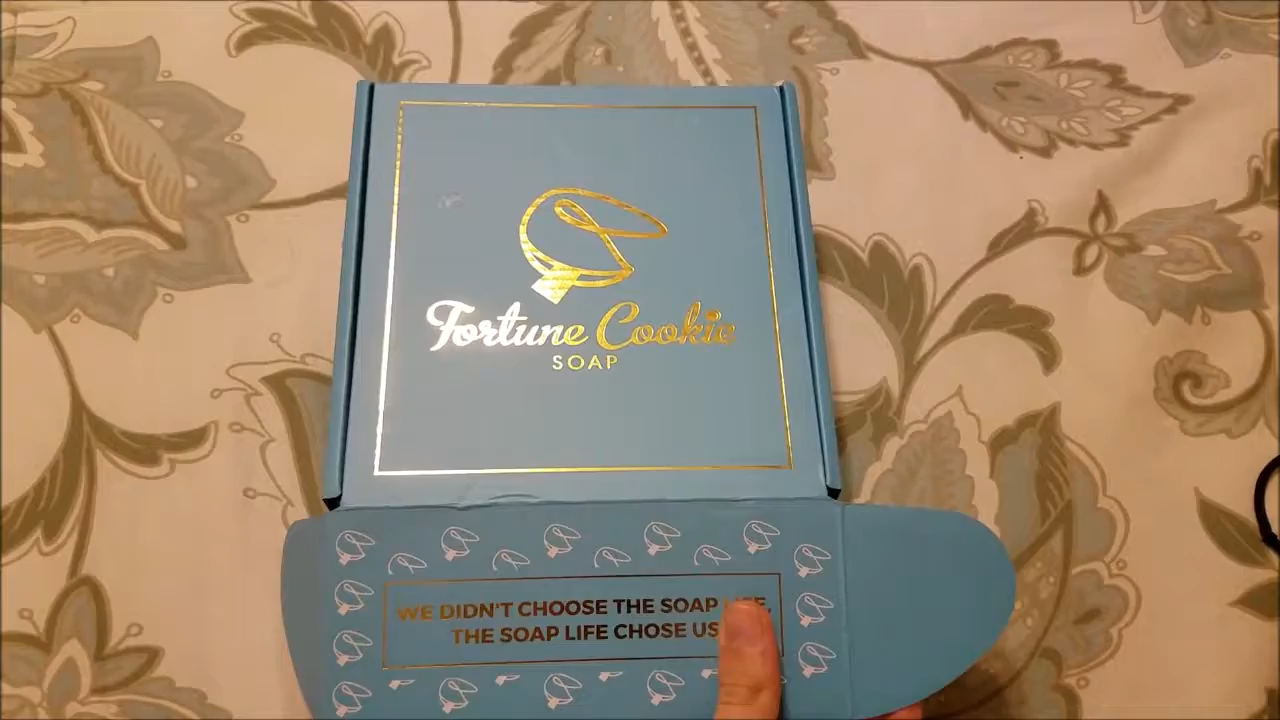 Fortune Cookie
SOAP
WE DIDN'T CHOOSE THE SOAP LIFE,
THE SOAP LIFE CHOSE US